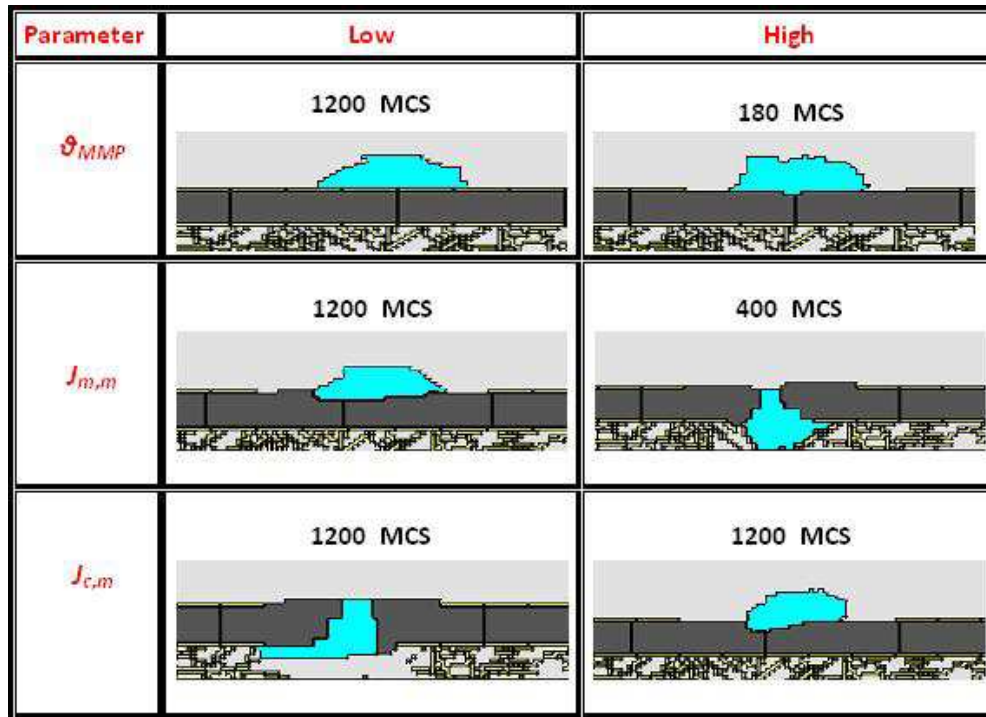 Parameter Low High
1200 MCS 180 MCS
ϑMMP
1200 MCS 400 MCS
Jm,m
1200 MCS 1200 MCS
Jc,m